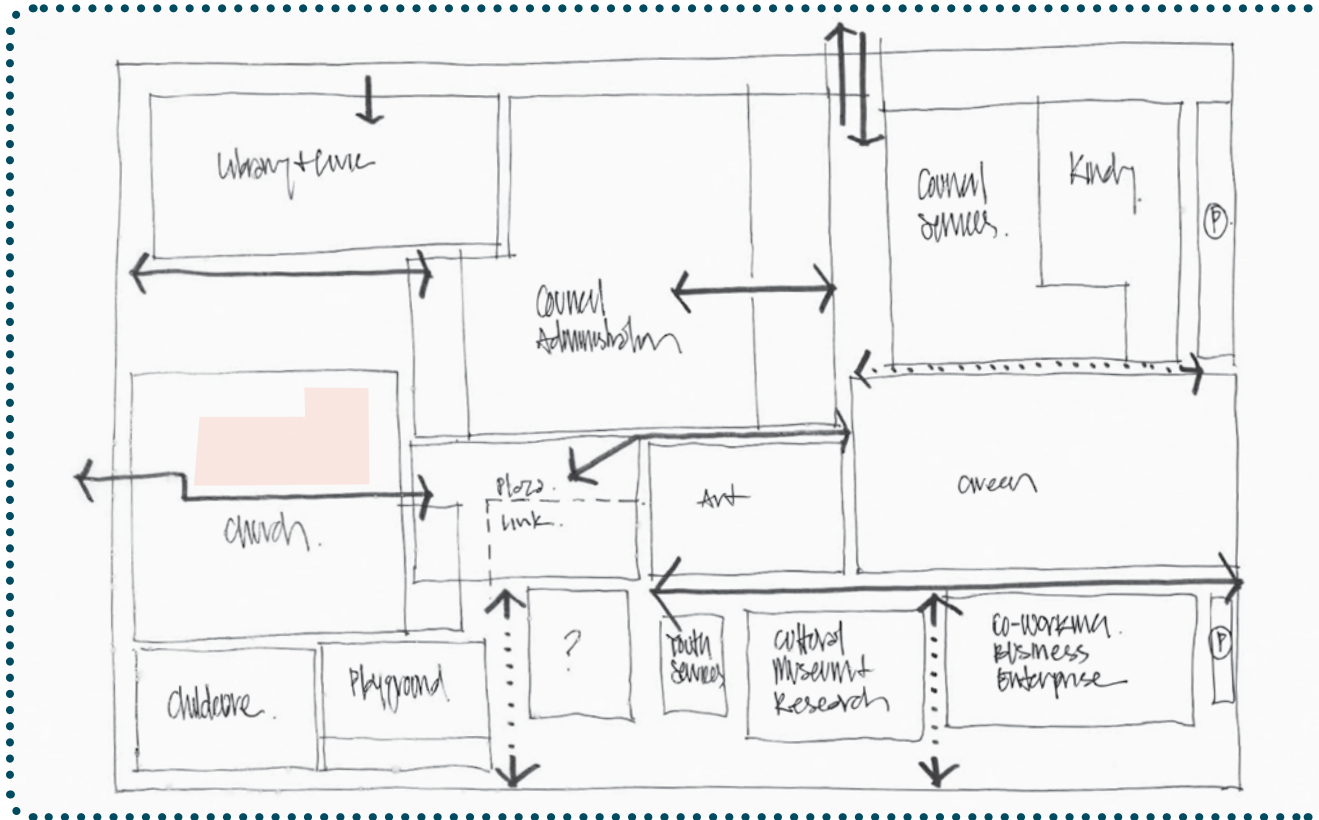 Library + Civic
Council
Services.
Kindy.
P
Council
Administration
Plaza.
Link.
Art
Green
Church.
?
Youth
Services
Cultural
Museum +
Research
Co-working.
Business
Enterprise
P
Childcare.
Playground